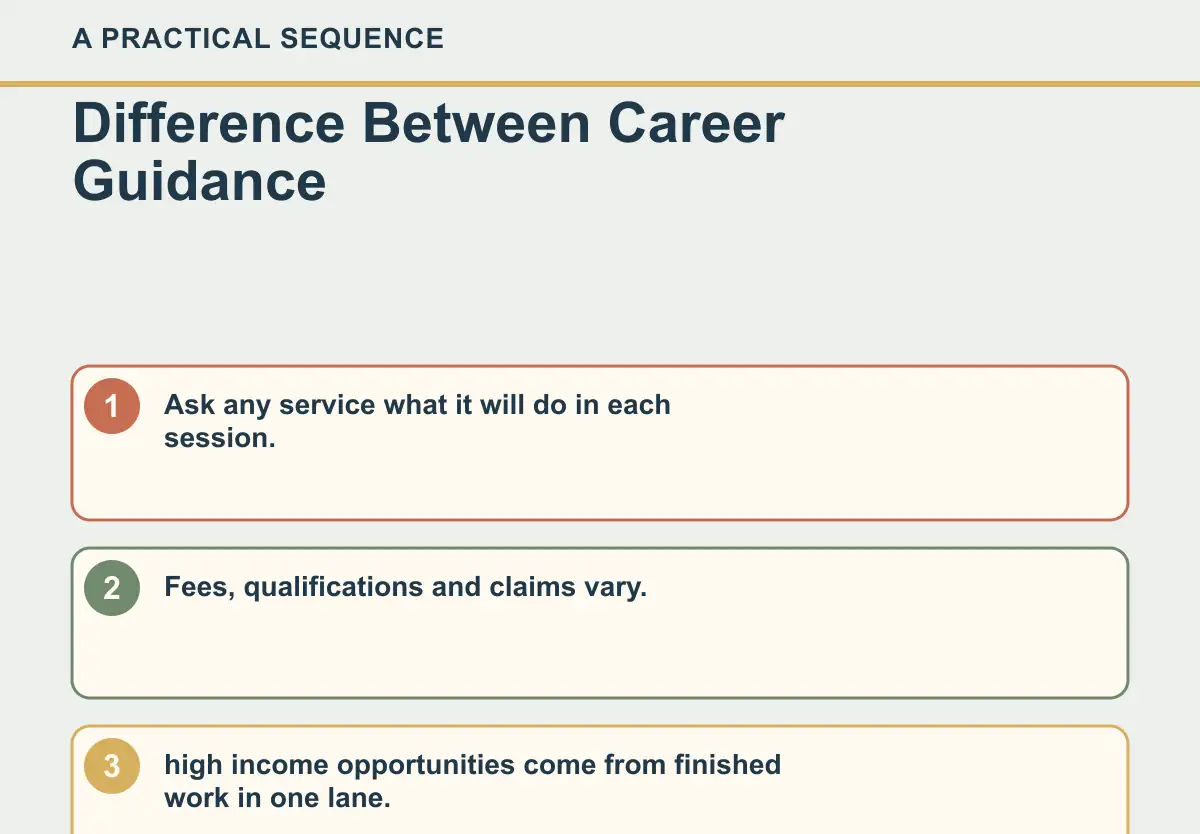 A PRACTICAL SEQUENCE
Difference Between Career
Guidance
1
Ask any service what it will do in each
session.
2
Fees, qualifications and claims vary.
3
high income opportunities come from finished
work in one lane.